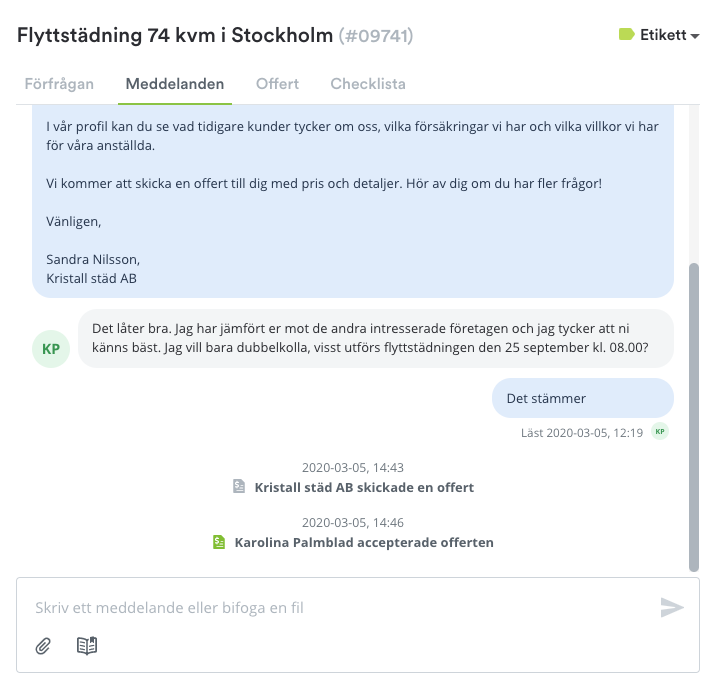 Flyttstädning 74 kvm i Stockholm (#09741)
Etikett
Förfrågan Meddelanden Offert Checklista
I vår profil kan du se vad tidigare kunder tycker om oss, vilka försäkringar vi har och vilka villkor vi har
för våra anställda.
Vi kommer att skicka en offert till dig med pris och detaljer. Hör av dig om du har fler frågor!
Vänligen,
Sandra Nilsson,
Kristall städ AB
KP
Det låter bra. Jag har jämfört er mot de andra intresserade företagen och jag tycker att ni
känns bäst. Jag vill bara dubbelkolla, visst utförs flyttstädningen den 25 september kl. 08.00?
Det stämmer
Läst 2020-03-05, 12:19 KP
2020-03-05, 14:43
Kristall städ AB skickade en offert
2020-03-05, 14:46
Karolina Palmblad accepterade offerten
Skriv ett meddelande eller bifoga en fil